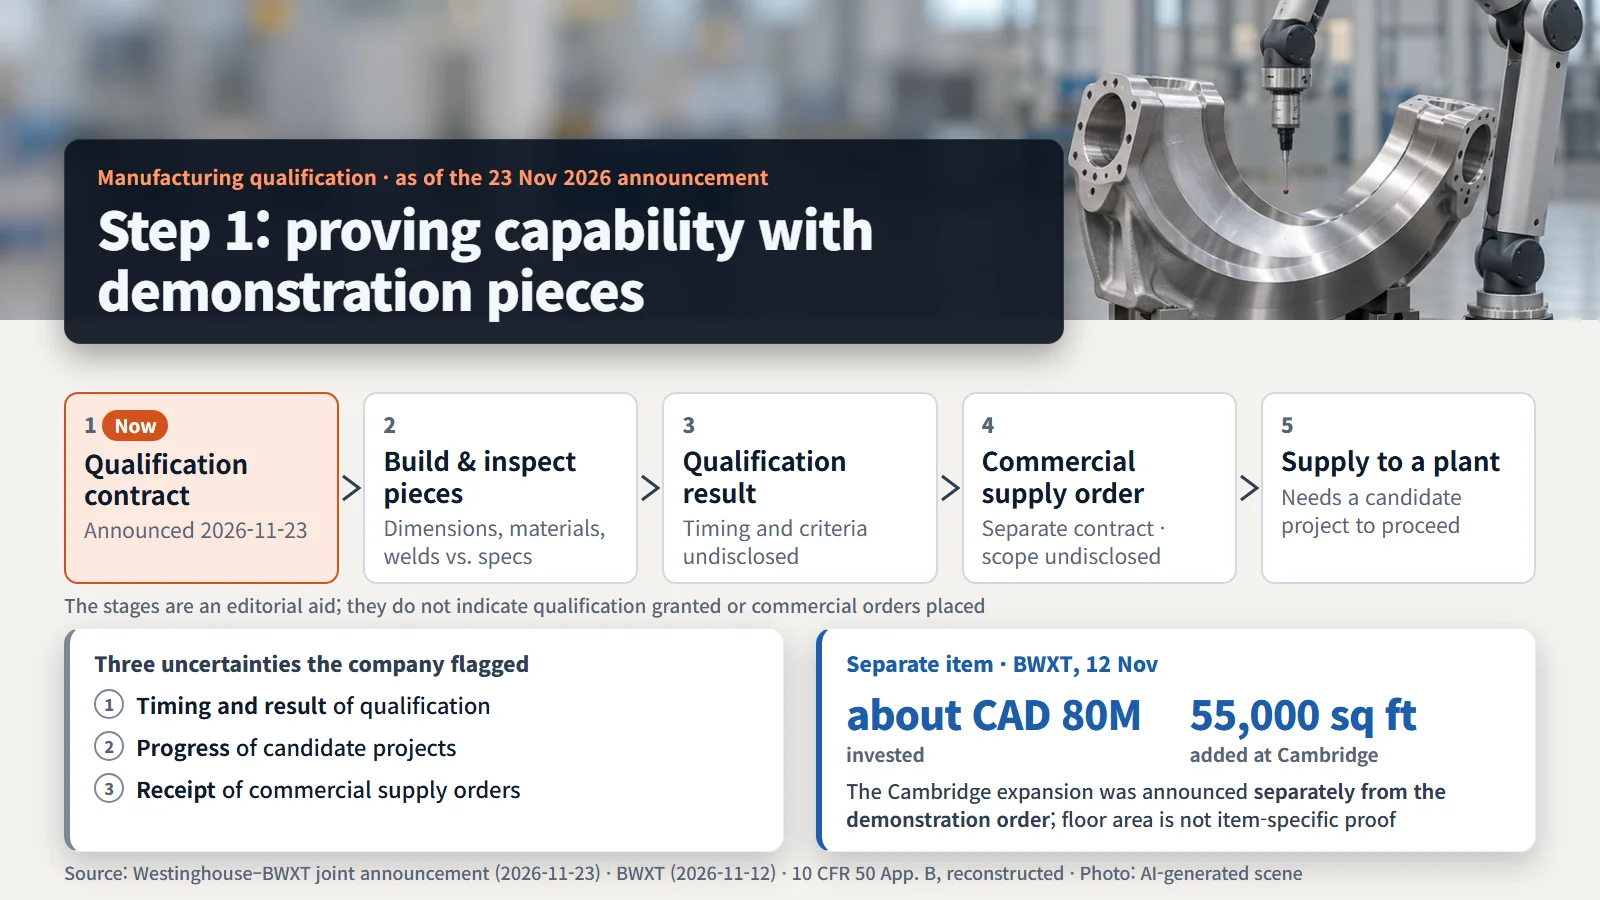 Manufacturing qualification · as of the 23 Nov 2026 announcement
Step 1: proving capability with
demonstration pieces
1 Now
Qualification
contract
Announced 2026-11-23
2
Build & inspect
pieces
Dimensions, materials,
welds vs. specs
3
Qualification
result
Timing and criteria
undisclosed
4
Commercial
supply order
Separate contract ·
scope undisclosed
5
Supply to a plant
Needs a candidate
project to proceed
The stages are an editorial aid; they do not indicate qualification granted or commercial orders placed
Three uncertainties the company flagged
1 Timing and result of qualification
2 Progress of candidate projects
3 Receipt of commercial supply orders
Separate item · BWXT, 12 Nov
about CAD 80M
invested
55,000 sq ft
added at Cambridge
The Cambridge expansion was announced separately from the
demonstration order; floor area is not item-specific proof
Source: Westinghouse–BWXT joint announcement (2026-11-23) · BWXT (2026-11-12) · 10 CFR 50 App. B, reconstructed · Photo: AI-generated scene